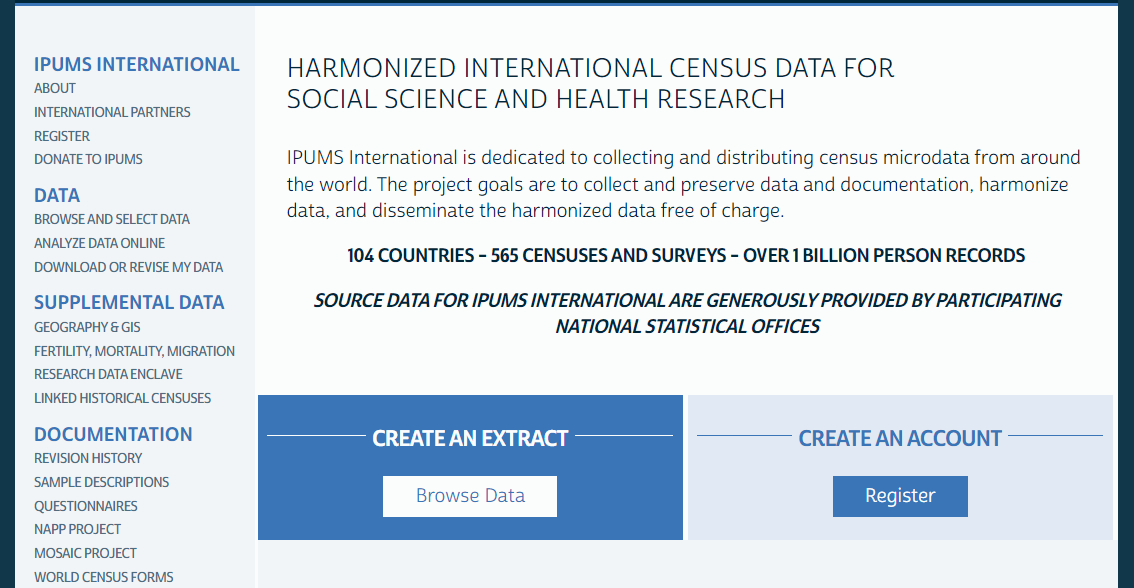 IPUMS INTERNATIONAL
ABOUT
INTERNATIONAL PARTNERS
REGISTER
DONATE TO IPUMS
DATA
BROWSE AND SELECT DATA
ANALYZE DATA ONLINE
DOWNLOAD OR REVISE MY DATA
SUPPLEMENTAL DATA
GEOGRAPHY & GIS
FERTILITY, MORTALITY, MIGRATION
RESEARCH DATA ENCLAVE
LINKED HISTORICAL CENSUSES
DOCUMENTATION
REVISION HISTORY
SAMPLE DESCRIPTIONS
QUESTIONNAIRES
NAPP PROJECT
MOSAIC PROJECT
WORLD CENSUS FORMS
HARMONIZED INTERNATIONAL CENSUS DATA FOR
SOCIAL SCIENCE AND HEALTH RESEARCH
IPUMS International is dedicated to collecting and distributing census microdata from around
the world. The project goals are to collect and preserve data and documentation, harmonize
data, and disseminate the harmonized data free of charge.
104 COUNTRIES – 565 CENSUSES AND SURVEYS – OVER 1 BILLION PERSON RECORDS
SOURCE DATA FOR IPUMS INTERNATIONAL ARE GENEROUSLY PROVIDED BY PARTICIPATING
NATIONAL STATISTICAL OFFICES
CREATE AN EXTRACT
Browse Data
CREATE AN ACCOUNT
Register